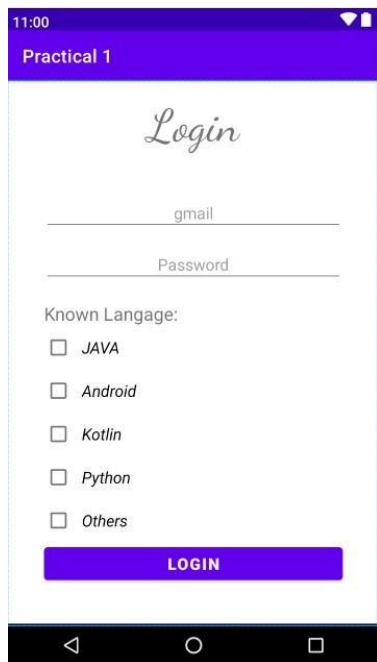 11:00
Practical 1
Login
gmail
Password
Known Langage:
JAVA
Android
Kotlin
Python
Others
LOGIN